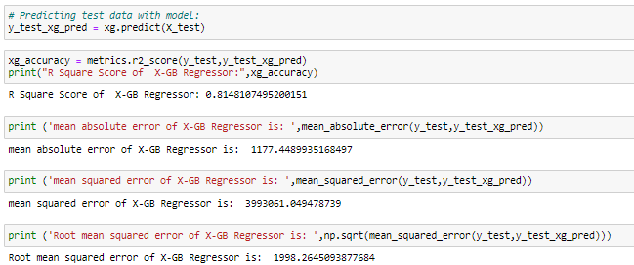 # Predicting test data with model:
y_test_xg_pred = xg.predict(X_test)
xg_accuracy = metrics.r2_score(y_test,y_test_xg_pred)
print("R Square Score of  X-GB Regressor:",xg_accuracy)
R Square Score of  X-GB Regressor: 0.8148107495200151
print ('mean absolute error of X-GB Regressor is: ',mean_absolute_error(y_test,y_test_xg_pred))
mean absolute error of X-GB Regressor is:  1177.4489935168497
print ('mean squared error of X-GB Regressor is: ',mean_squared_error(y_test,y_test_xg_pred))
mean squared error of X-GB Regressor is:  3993061.049478739
print ('Root mean squared error of X-GB Regressor is: ',np.sqrt(mean_squared_error(y_test,y_test_xg_pred)))
Root mean squared error of X-GB Regressor is:  1998.2645093877684